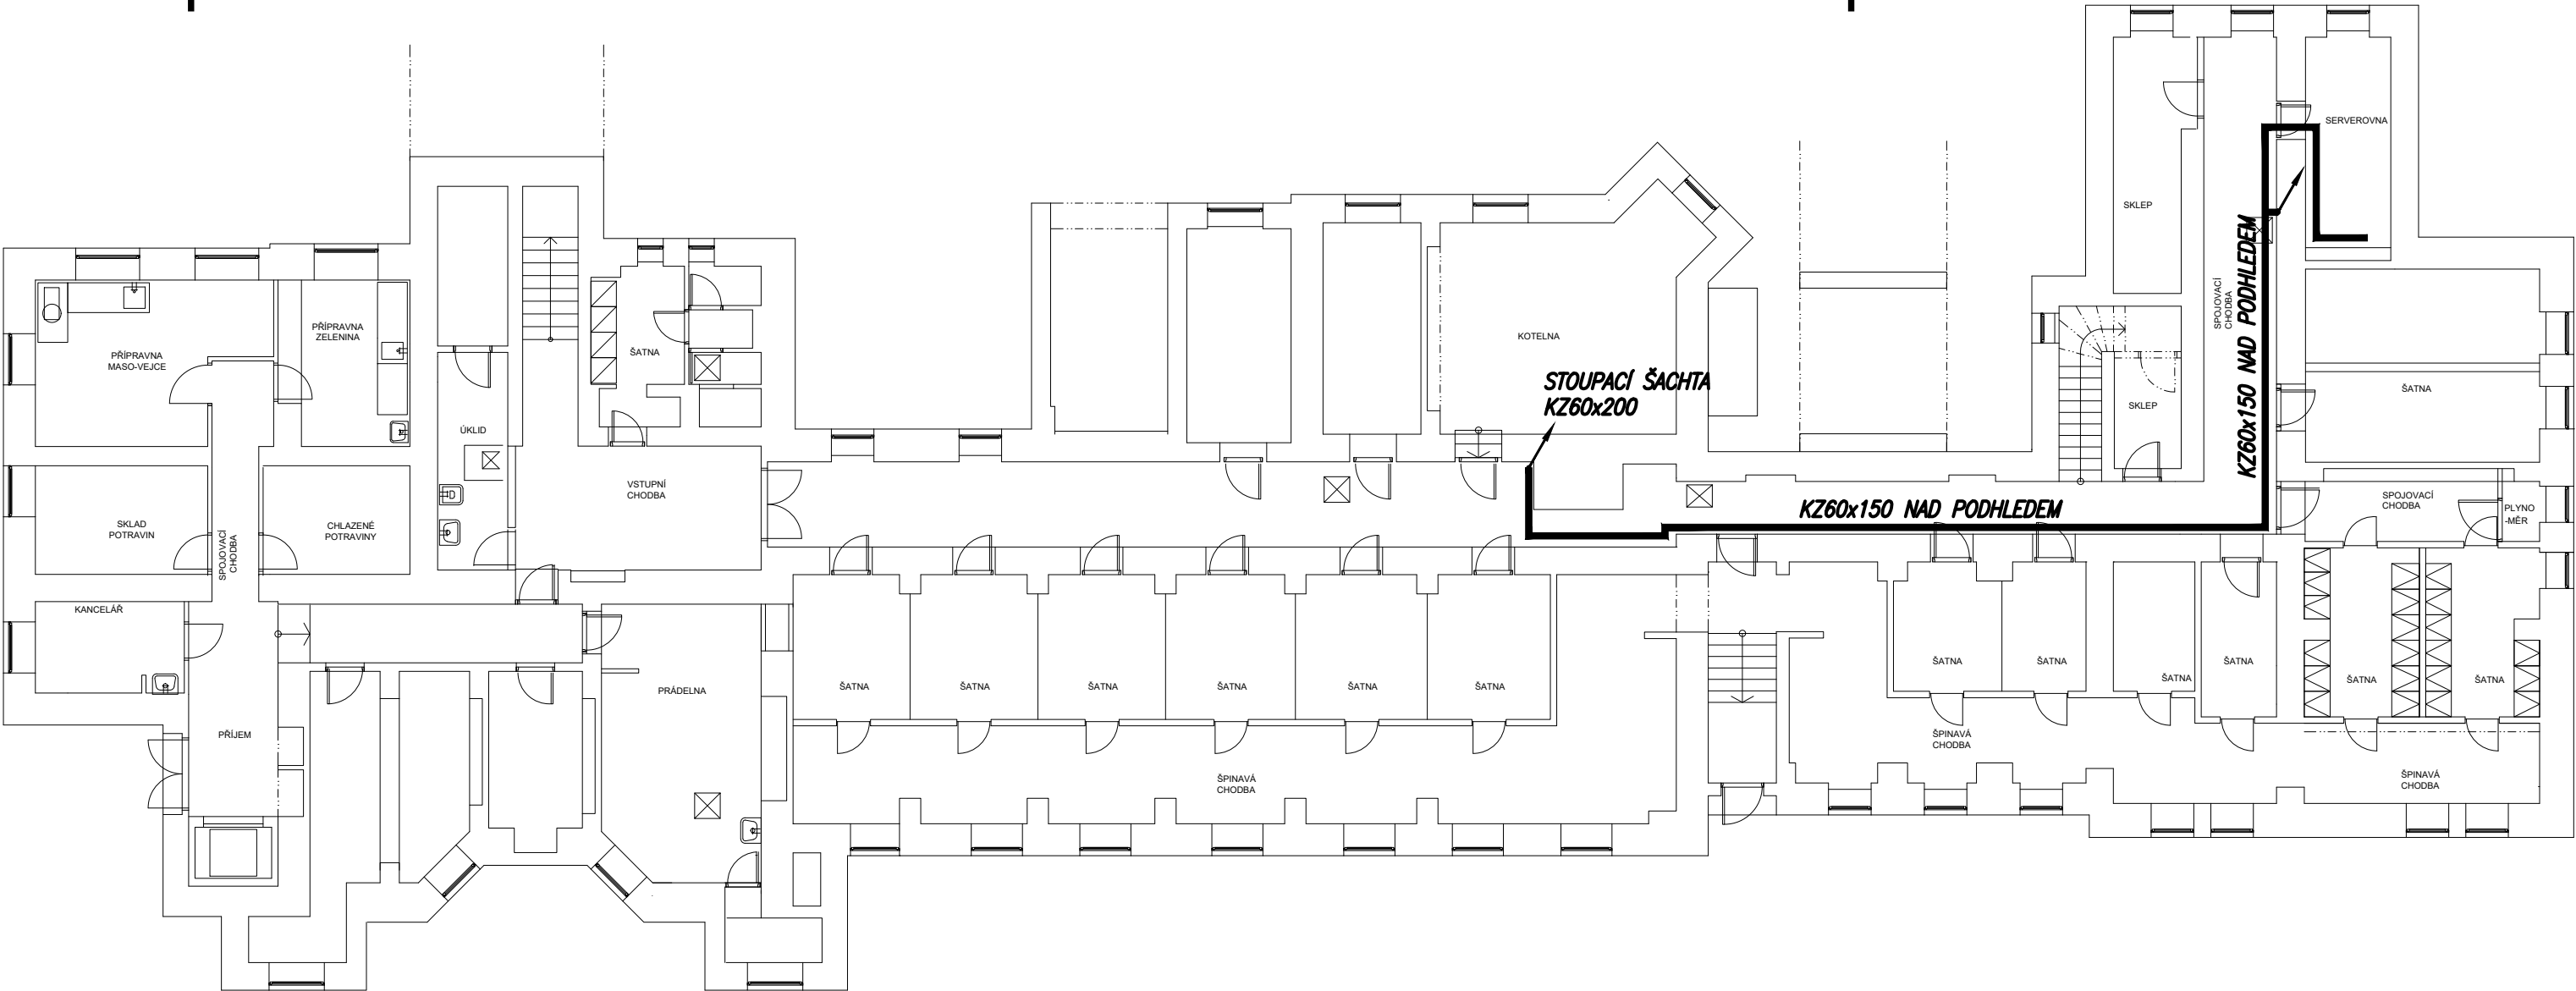 SERVEROVNA
SKLEP
SPOJOVACÍ
CHODBA
KZ60x150 NAD PODHLEDEM
PŘÍPRAVNA
ZELENINA
PŘÍPRAVNA
MASO-VEJCE
ŠATNA
KOTELNA
STOUPACÍ ŠACHTA
KZ60x200
ŠATNA
SKLEP
ÚKLID
VSTUPNÍ
CHODBA
SPOJOVACÍ
CHODBA
PLYNO
-MĚR
KZ60x150 NAD PODHLEDEM
SKLAD
POTRAVIN
SPOJOVACÍ
CHODBA
CHLAZENÉ
POTRAVINY
KANCELÁŘ
PRÁDELNA
ŠATNA
ŠATNA
ŠATNA
ŠATNA
ŠATNA
ŠATNA
ŠATNA
ŠATNA
ŠATNA
ŠATNA
ŠATNA
ŠATNA
PŘÍJEM
ŠPINAVÁ
CHODBA
ŠPINAVÁ
CHODBA
ŠPINAVÁ
CHODBA